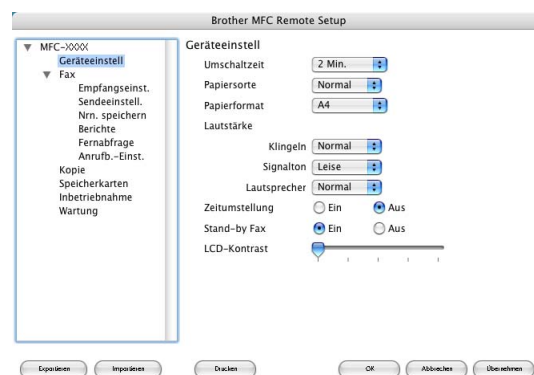 Brother MFC Remote Setup
MFC-XXXX
Geräteeinstell
Fax
Empfangseinst.
Sendeeinstell.
Nrn. speichern
Berichte
Fernabfrage
Anrufb.-Einst.
Kopie
Speicherkarten
Inbetriebnahme
Wartung
Geräteeinstell
Umschaltzeit 2 Min.
Papiersorte Normal
Papierformat A4
Lautstärke
Klingeln Normal
Signalton Leise
Lautsprecher Normal
Zeitumstellung Ein Aus
Stand-by Fax Ein Aus
LCD-Kontrast
Exportieren Importieren Drucken OK Abbrechen Übernehmen